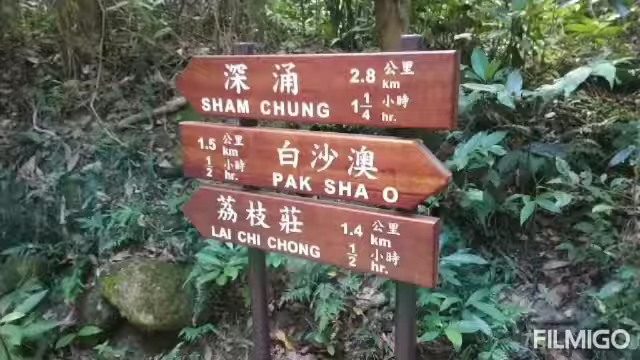 深涌 2.8 公里 km
SHAM CHUNG 1 1/4 小時 hr.
1.5 公里 km 白沙澳
1/2 小時 hr. PAK SHA O
荔枝莊 1.4 公里 km
LAI CHI CHONG 1/2 小時 hr.
FILMIGO